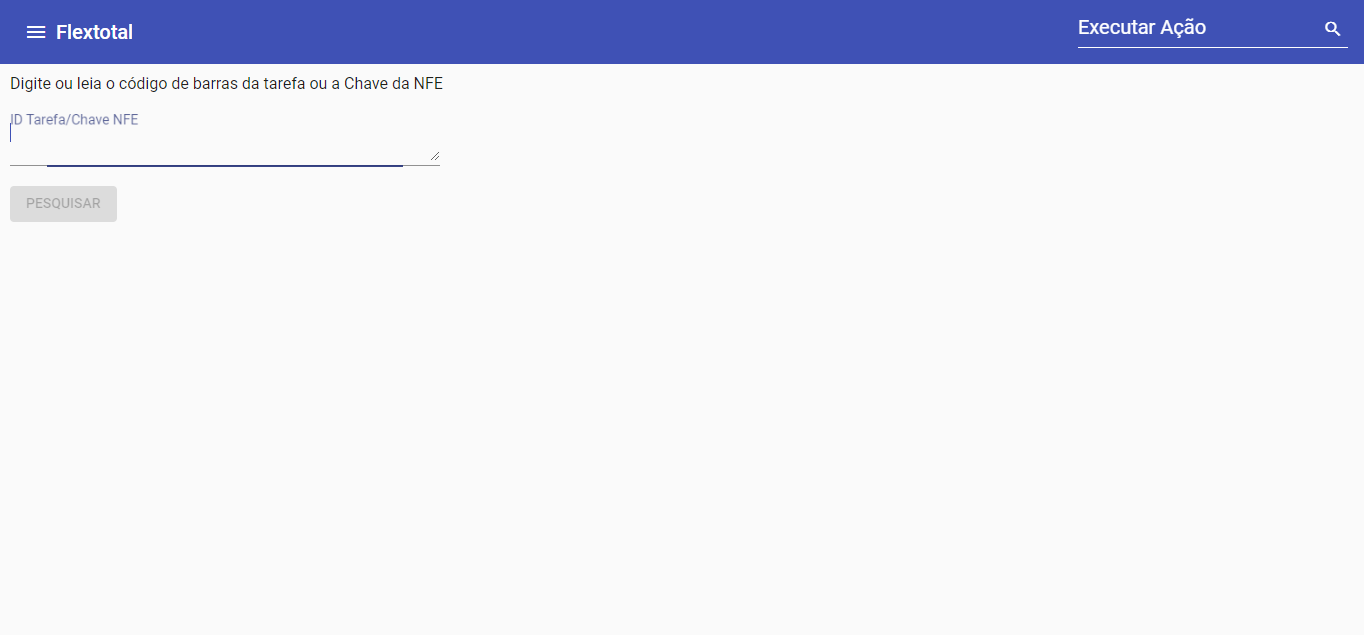 Flextotal
Executar Ação
Digite ou leia o código de barras da tarefa ou a Chave da NFE
ID Tarefa/Chave NFE
PESQUISAR